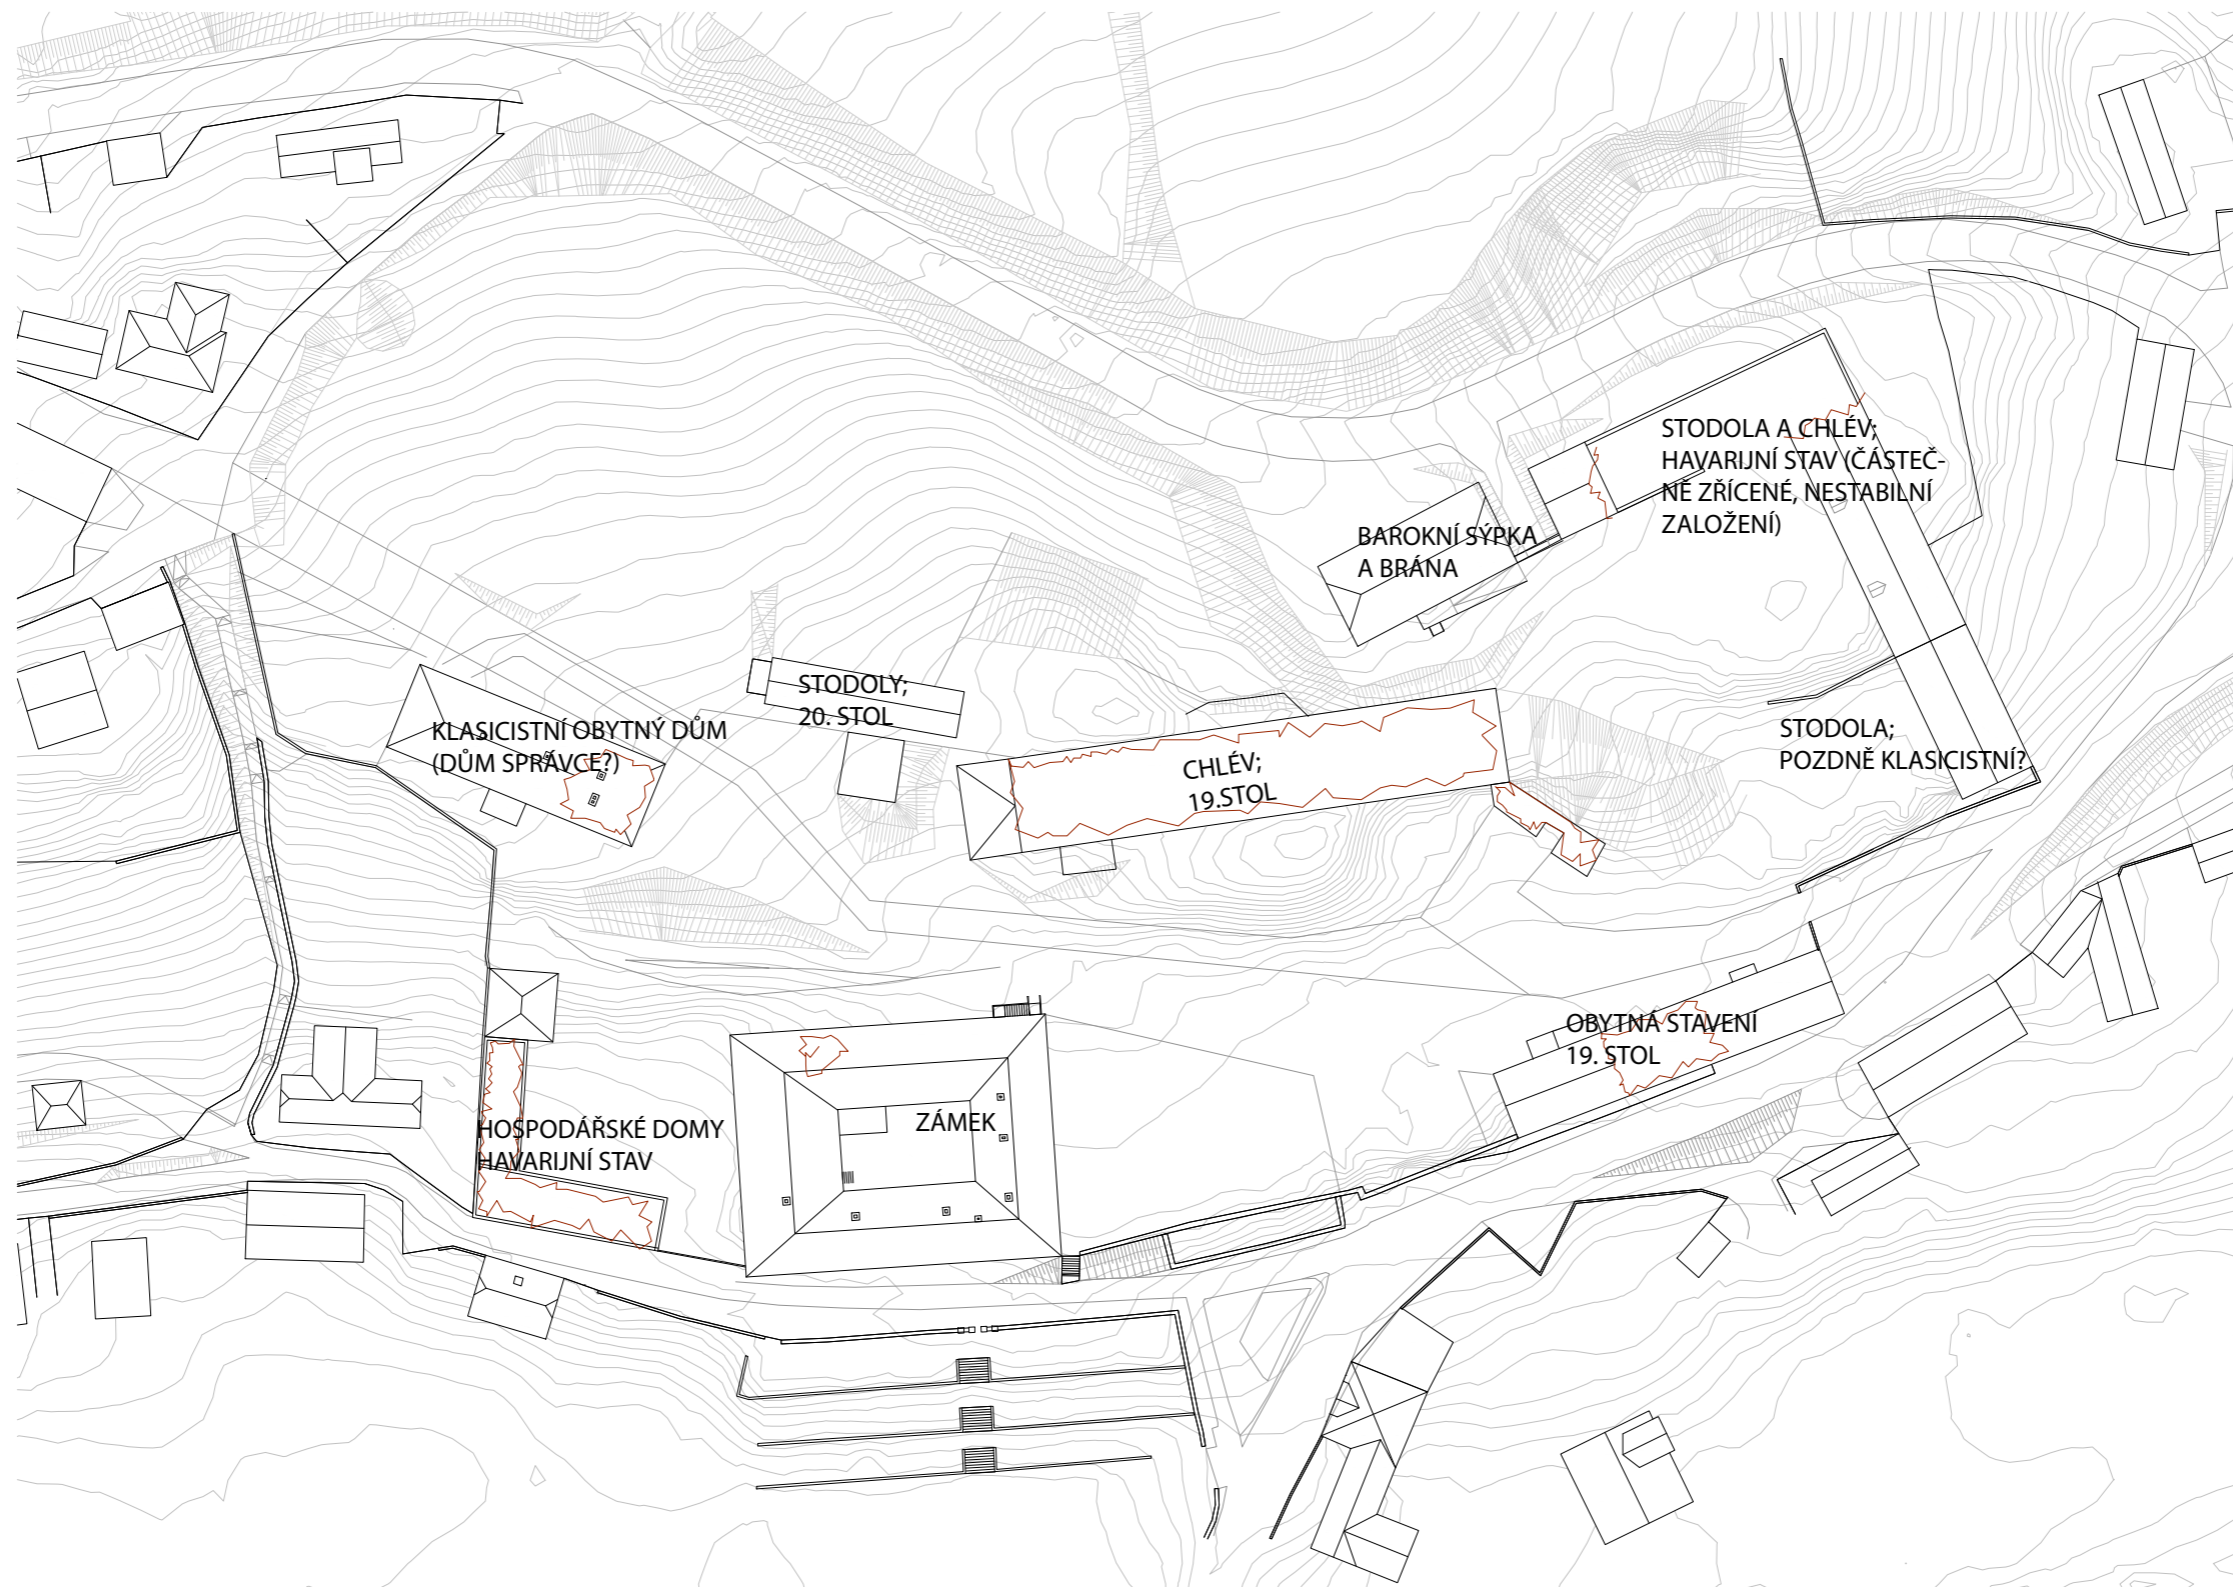 STODOLA A CHLÉV;
HAVARIJNÍ STAV (ČÁSTEČ-
NĚ ZŘÍCENÉ, NESTABILNÍ
ZALOŽENÍ)
BAROKNÍ SÝPKA
A BRÁNA
STODOLY;
20. STOL
KLASICISTNÍ OBYTNÝ DŮM
(DŮM SPRÁVCE?)
STODOLA;
POZDNĚ KLASICISTNÍ?
CHLÉV;
19.STOL
OBYTNÁ STAVENÍ
19. STOL
ZÁMEK
HOSPODÁŘSKÉ DOMY
HAVARIJNÍ STAV